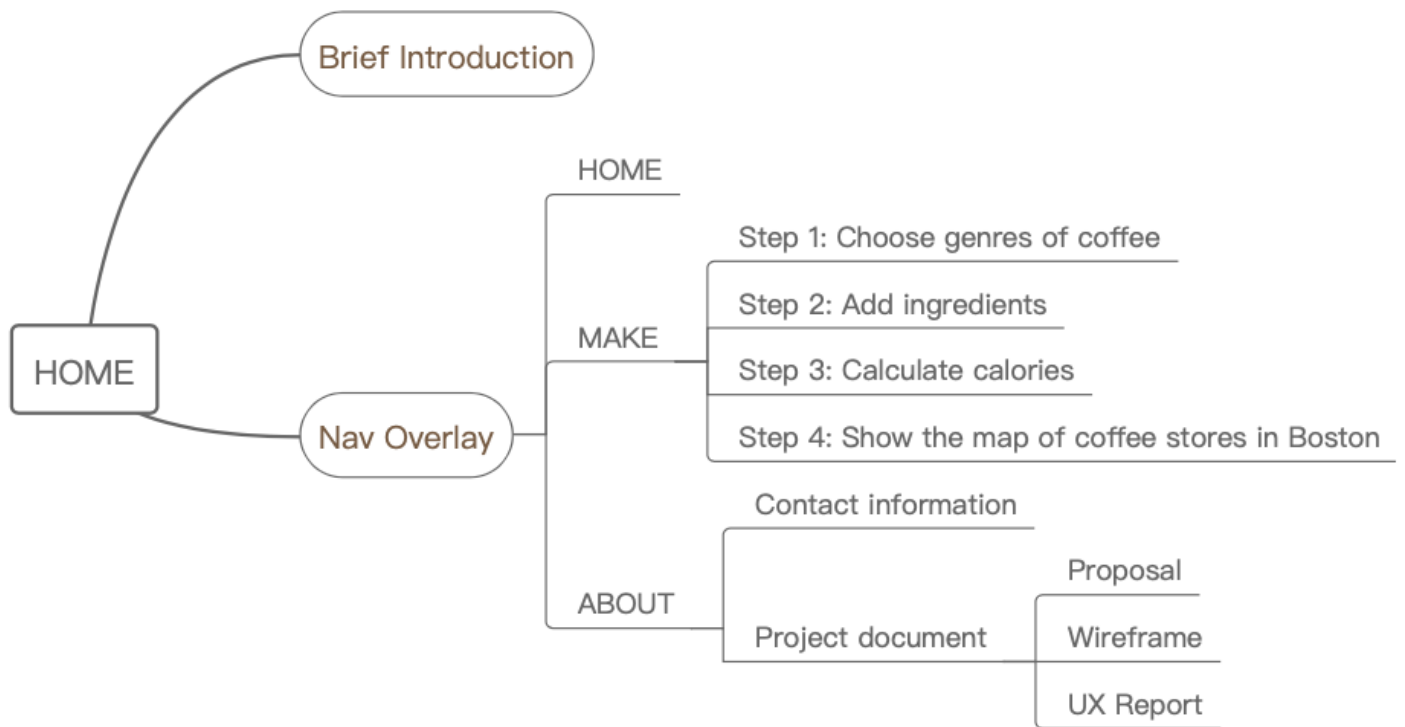 Brief Introduction
HOME
Step 1: Choose genres of coffee
Step 2: Add ingredients
MAKE
Step 3: Calculate calories
HOME
Nav Overlay
Step 4: Show the map of coffee stores in Boston
Contact information
Proposal
ABOUT
Project document
Wireframe
UX Report